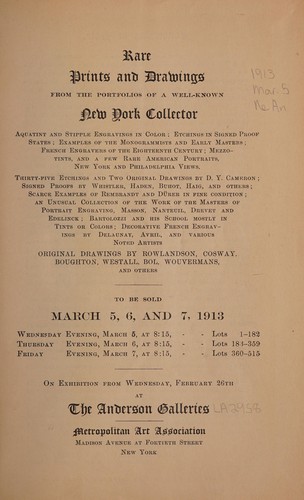 Rare
1913
Prints and Drawings
Mar 5
FROM THE PORTFOLIOS OF A WELL-KNOWN
New York Collector
AQUATINT AND STIPPLE ENGRAVINGS IN COLOR; ETCHINGS IN SIGNED PROOF
STATES; EXAMPLES OF THE MONOGRAMMISTS AND EARLY MASTERS;
FRENCH ENGRAVERS OF THE EIGHTEENTH CENTURY; MEZZO-
TINTS, AND A FEW RARE AMERICAN PORTRAITS,
NEW YORK AND PHILADELPHIA VIEWS,
THIRTY-FIVE ETCHINGS AND TWO ORIGINAL DRAWINGS BY D. Y. CAMERON;
SIGNED PROOFS BY WHISTLER, HADEN, BUHOT, HAIG, AND OTHERS;
SCARCE EXAMPLES OF REMBRANDT AND DÜRER IN FINE CONDITION;
AN UNUSUAL COLLECTION OF THE WORK OF THE MASTERS OF
PORTRAIT ENGRAVING, MASSON, NANTEUIL, DREVET AND
EDELINCK; BARTOLOZZI AND HIS SCHOOL MOSTLY IN
TINTS OR COLORS; DECORATIVE FRENCH ENGRAV-
INGS BY DELAUNAY, AVRIL, AND VARIOUS
NOTED ARTISTS
ORIGINAL DRAWINGS BY ROWLANDSON, COSWAY,
BOUGHTON, WESTALL, BOL, WOUVERMANS,
AND OTHERS
TO BE SOLD
MARCH 5, 6, AND 7, 1913
WEDNESDAY EVENING, MARCH 5, AT 8:15, - - LOTS 1-182
THURSDAY EVENING, MARCH 6, AT 8:15, - - LOTS 183-359
FRIDAY EVENING, MARCH 7, AT 8:15, - - LOTS 360-515
ON EXHIBITION FROM WEDNESDAY, FEBRUARY 26TH
AT
The Anderson Galleries
Metropolitan Art Association
MADISON AVENUE AT FORTIETH STREET
NEW YORK